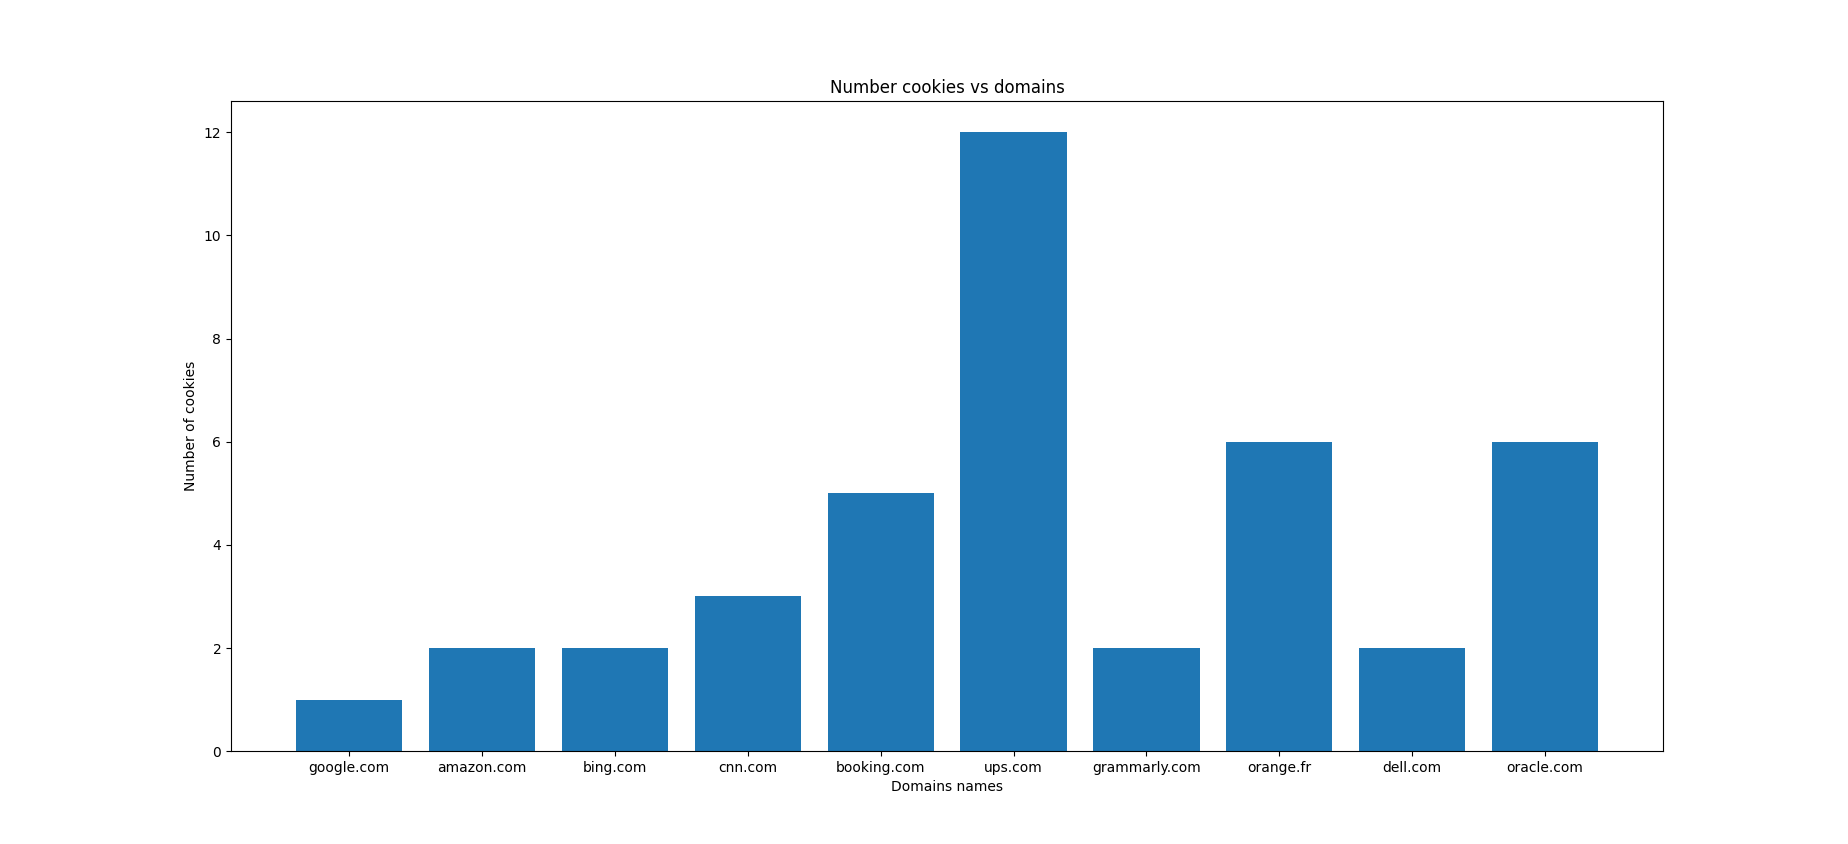 Number cookies vs domains
Number of cookies
12
10
8
6
4
2
0
google.com amazon.com bing.com cnn.com booking.com ups.com grammarly.com orange.fr dell.com oracle.com
Domains names